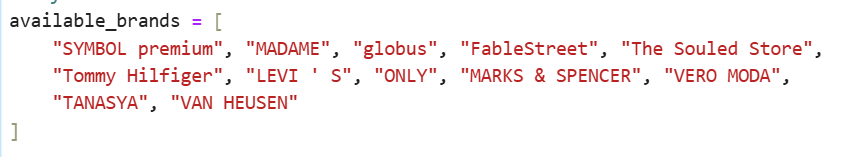 available_brands = [
"SYMBOL premium", "MADAME", "globus", "FableStreet", "The Souled Store",
"Tommy Hilfiger", "LEVI ' S", "ONLY", "MARKS & SPENCER", "VERO MODA",
"TANASYA", "VAN HEUSEN"
]